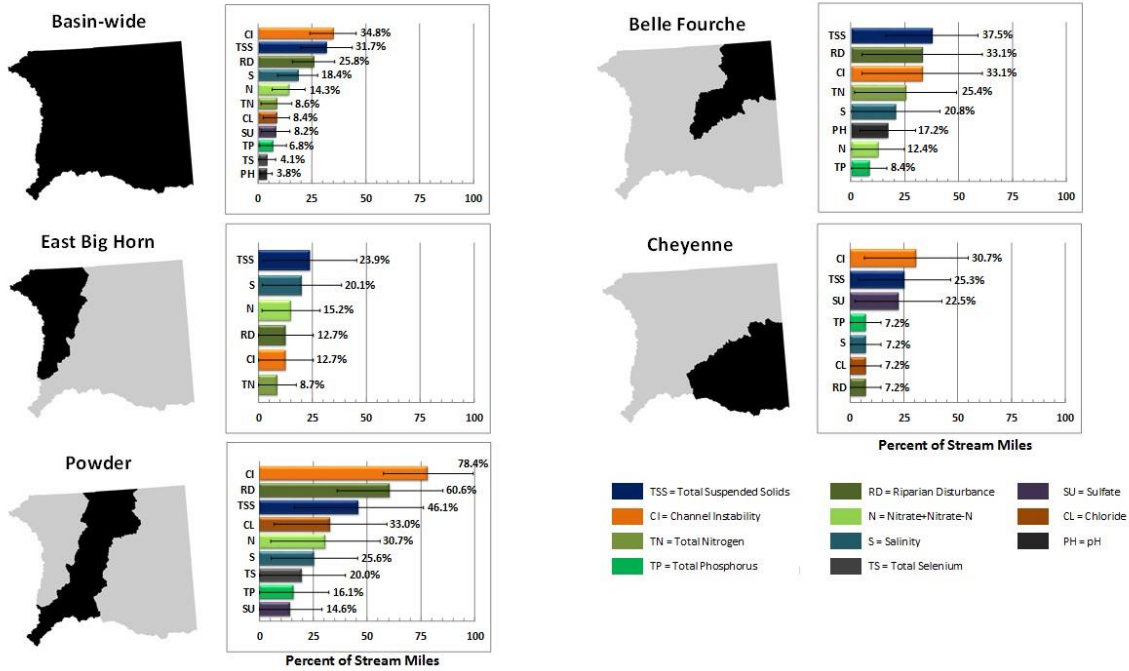 Basin-wide
CI 34.8%
TSS 31.7%
RD 25.8%
S 18.4%
N 14.3%
TN 8.6%
CL 8.4%
SU 8.2%
TP 6.8%
TS 4.1%
PH 3.8%
0 25 50 75 100
Belle Fourche
TSS 37.5%
RD 33.1%
CI 33.1%
TN 25.4%
S 20.8%
PH 17.2%
N 12.4%
TP 8.4%
0 25 50 75 100
East Big Horn
TSS 23.9%
S 20.1%
N 15.2%
RD 12.7%
CI 12.7%
TN 8.7%
0 25 50 75 100
Cheyenne
CI 30.7%
TSS 25.3%
SU 22.5%
TP 7.2%
S 7.2%
CL 7.2%
RD 7.2%
0 25 50 75 100
Percent of Stream Miles
Powder
CI 78.4%
RD 60.6%
TSS 46.1%
CL 33.0%
N 30.7%
S 25.6%
TS 20.0%
TP 16.1%
SU 14.6%
0 25 50 75 100
Percent of Stream Miles
TSS = Total Suspended Solids
CI = Channel Instability
TN = Total Nitrogen
TP = Total Phosphorus
RD = Riparian Disturbance
N = Nitrate+Nitrate-N
S = Salinity
TS = Total Selenium
SU = Sulfate
CL = Chloride
PH = pH